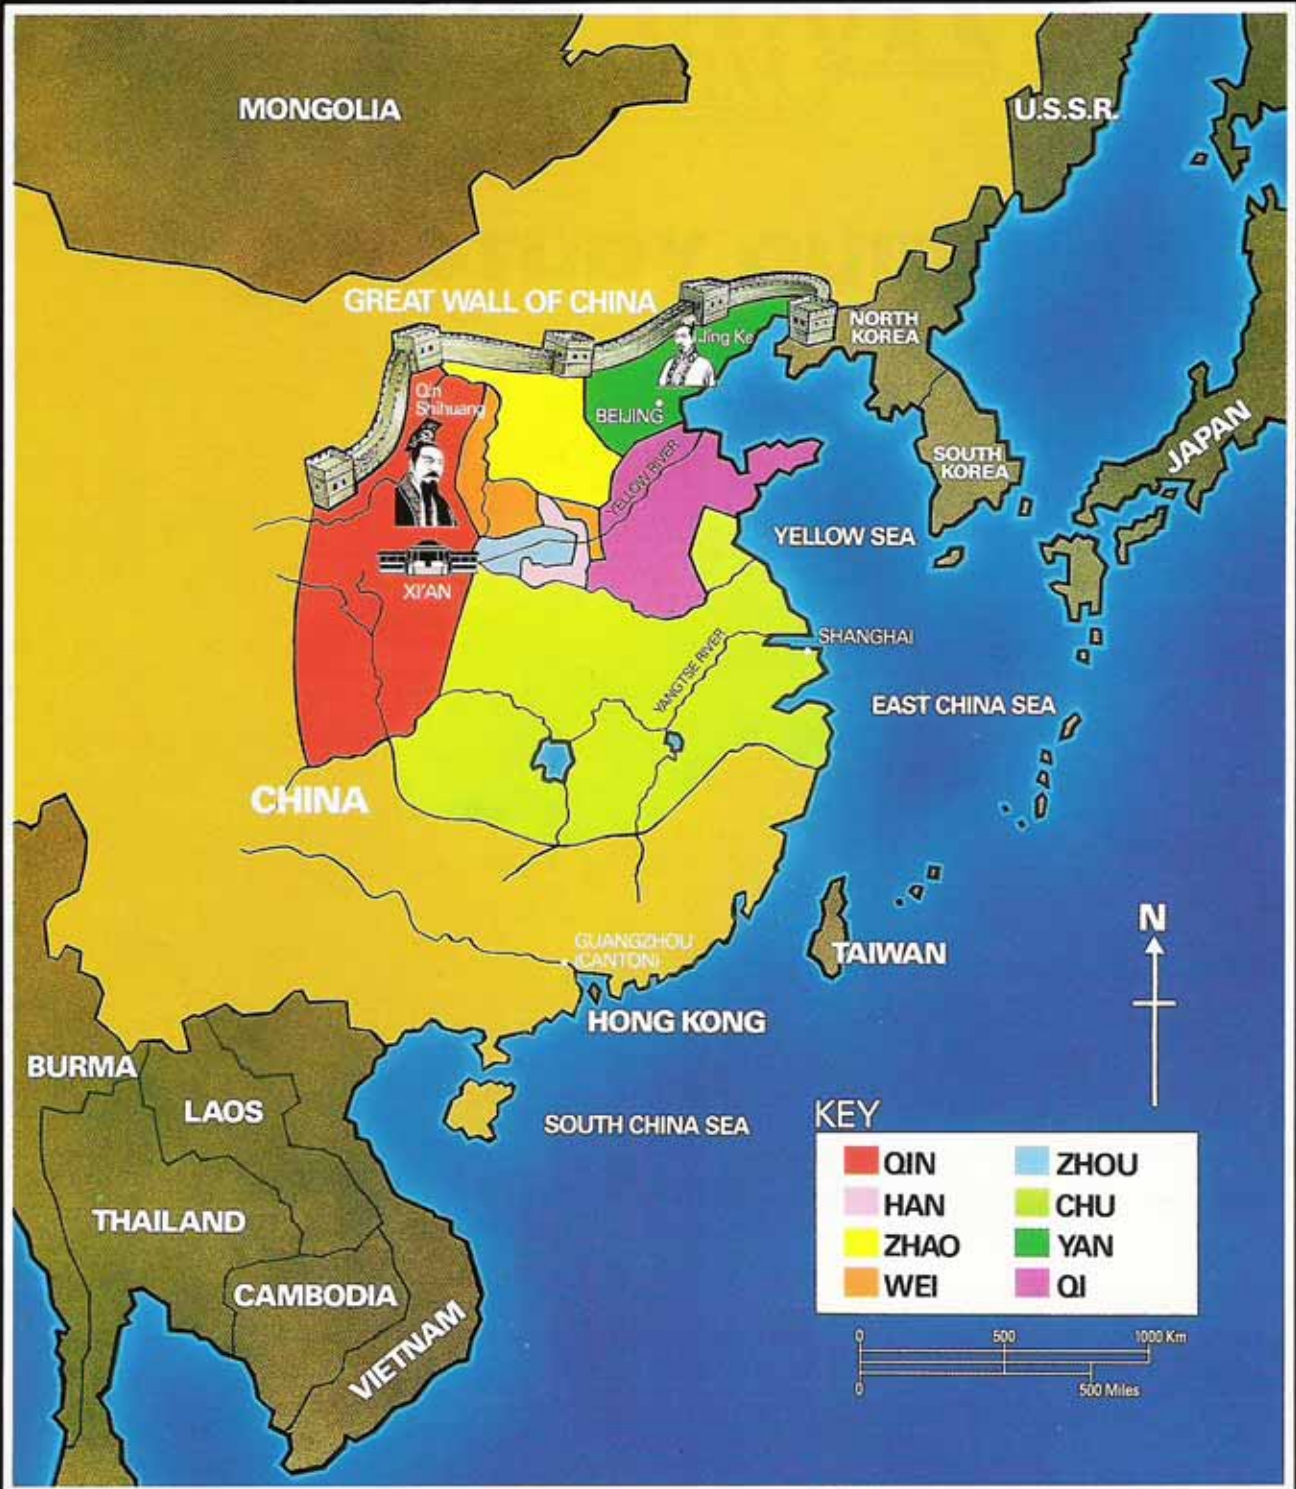 MONGOLIA
U.S.S.R.
GREAT WALL OF CHINA
Jing Ke
NORTH
KOREA
Qin
Shihuang
BEIJING
JAPAN
SOUTH
KOREA
YELLOW RIVER
YELLOW SEA
XI'AN
SHANGHAI
YANGTSE RIVER
EAST CHINA SEA
CHINA
N
GUANGZHOU
(CANTON)
TAIWAN
HONG KONG
BURMA
LAOS
SOUTH CHINA SEA
KEY
QIN ZHOU
HAN CHU
ZHAO YAN
WEI QI
THAILAND
CAMBODIA
VIETNAM
0 500 1000 Km
0 500 Miles